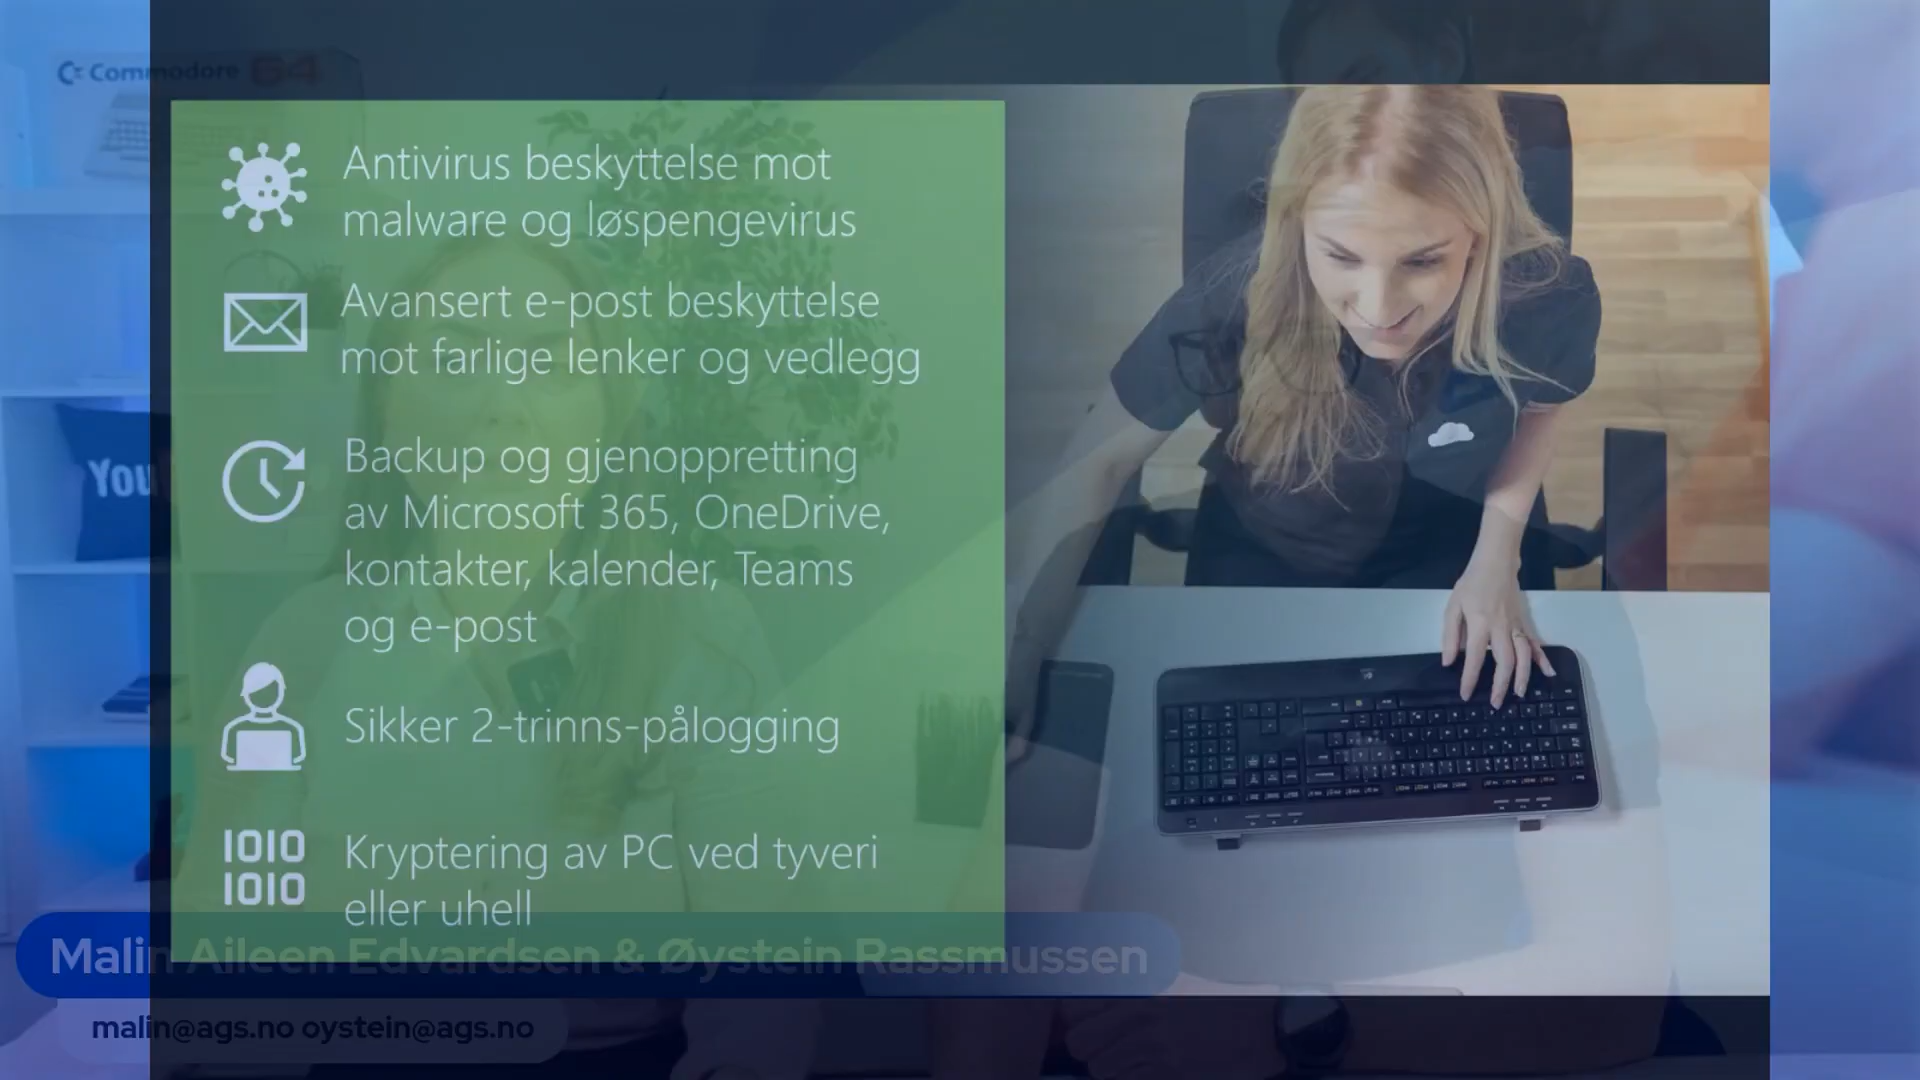 Commodore 64
Antivirus beskyttelse mot
malware og løspengevirus
Avansert e-post beskyttelse
mot farlige lenker og vedlegg
You
Backup og gjenoppretting
av Microsoft 365, OneDrive,
kontakter, kalender, Teams
og e-post
Sikker 2-trinns-pålogging
1010
1010
Kryptering av PC ved tyveri
eller uhell
Malin Aileen Edvardsen & Øystein Rassmussen
malin@ags.no oystein@ags.no